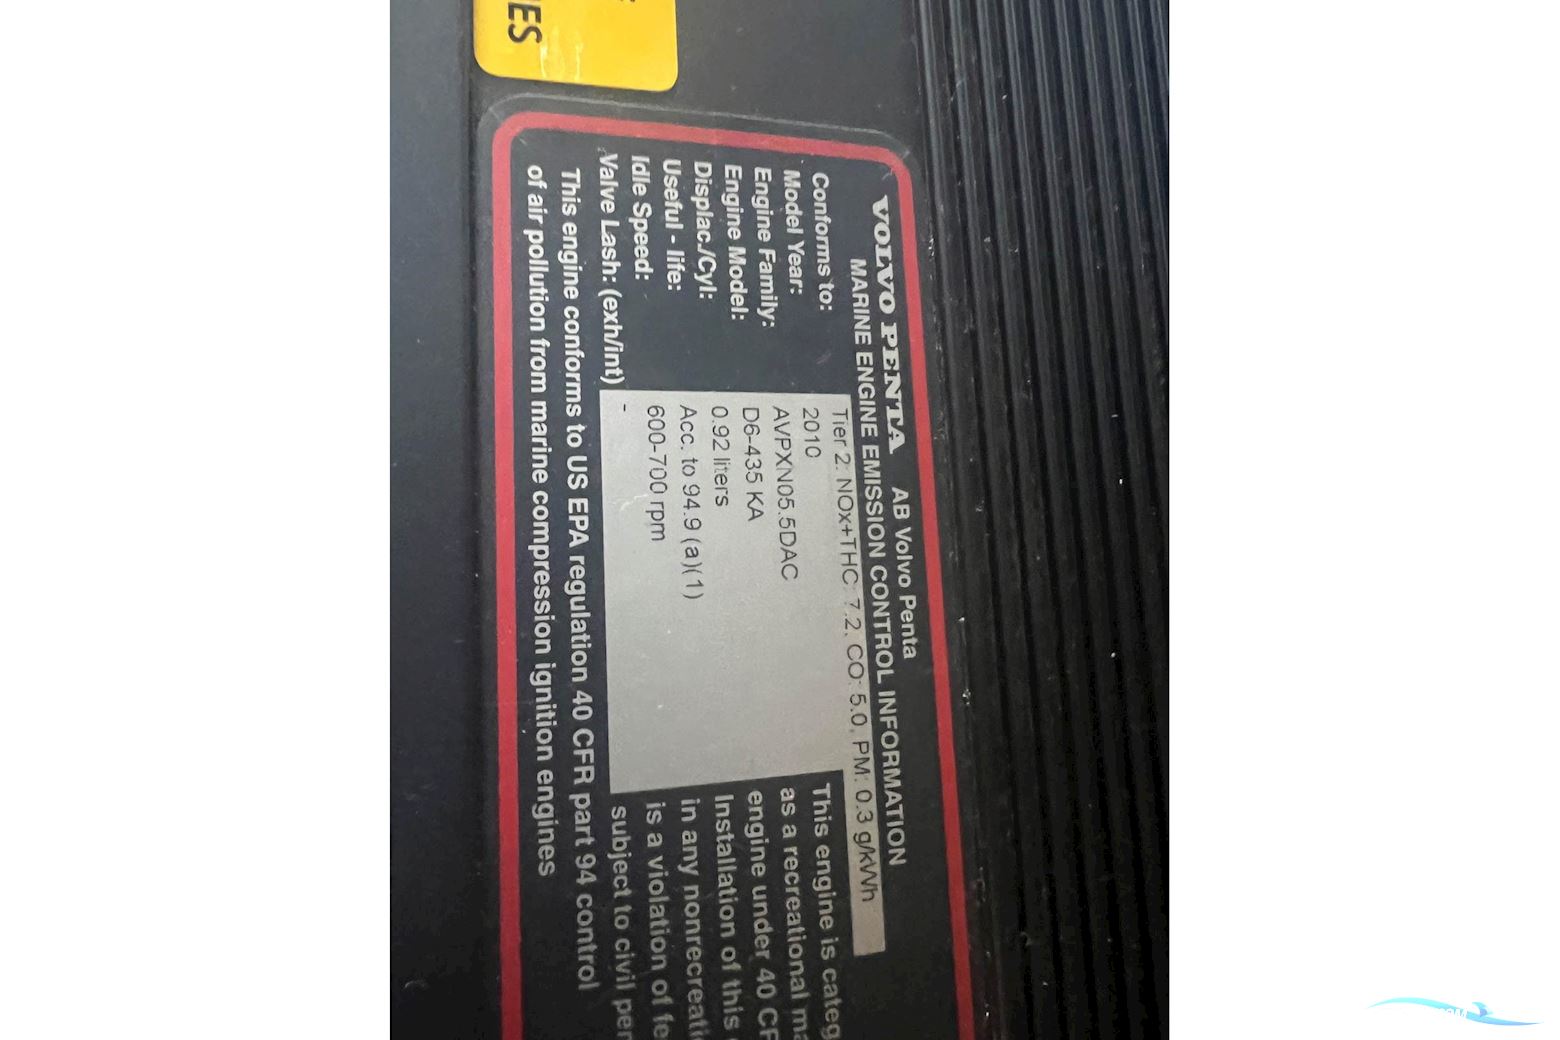 ES
VOLVO PENTA AB Volvo Penta
MARINE ENGINE EMISSION CONTROL INFORMATION
Conforms to: Tier 2: NOx+THC: 7.2, CO: 5.0, PM: 0.3 g/kWh
Model Year: 2010
Engine Family: AVPXN05.5DAC
Engine Model: D6-435 KA
Displac./Cyl: 0.92 liters
Useful - life: Acc. to 94.9 (a)(1)
Idle Speed: 600-700 rpm
Valve Lash: (exh/int) -
This engine is categ
as a recreational ma
engine under 40 CF
Installation of this
in any nonrecreati
is a violation of fe
subject to civil per
This engine conforms to US EPA regulation 40 CFR part 94 control
of air pollution from marine compression ignition engines